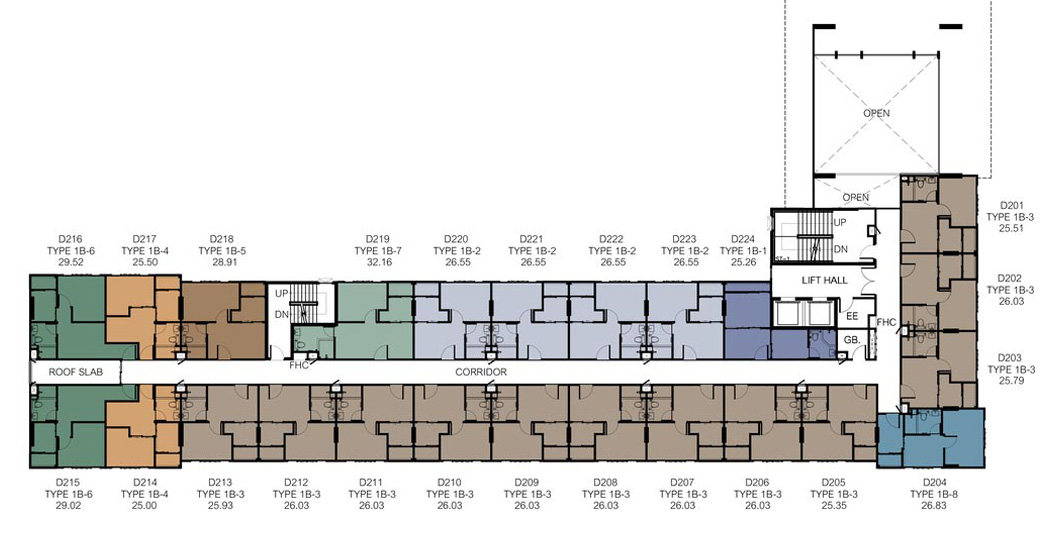 OPEN
OPEN
D201
TYPE 1B-3
25.51
UP
DN
D216
TYPE 1B-6
29.52
D217
TYPE 1B-4
25.50
D218
TYPE 1B-5
28.91
D219
TYPE 1B-7
32.16
D220
TYPE 1B-2
26.55
D221
TYPE 1B-2
26.55
D222
TYPE 1B-2
26.55
D223
TYPE 1B-2
26.55
D224
TYPE 1B-1
25.26
LIFT HALL
D202
TYPE 1B-3
26.03
UP
DN
EE
FHC
GB.
FHC
D203
TYPE 1B-3
25.79
ROOF SLAB
CORRIDOR
D215
TYPE 1B-6
29.02
D214
TYPE 1B-4
25.00
D213
TYPE 1B-3
25.93
D212
TYPE 1B-3
26.03
D211
TYPE 1B-3
26.03
D210
TYPE 1B-3
26.03
D209
TYPE 1B-3
26.03
D208
TYPE 1B-3
26.03
D207
TYPE 1B-3
26.03
D206
TYPE 1B-3
26.03
D205
TYPE 1B-3
25.35
D204
TYPE 1B-8
26.83